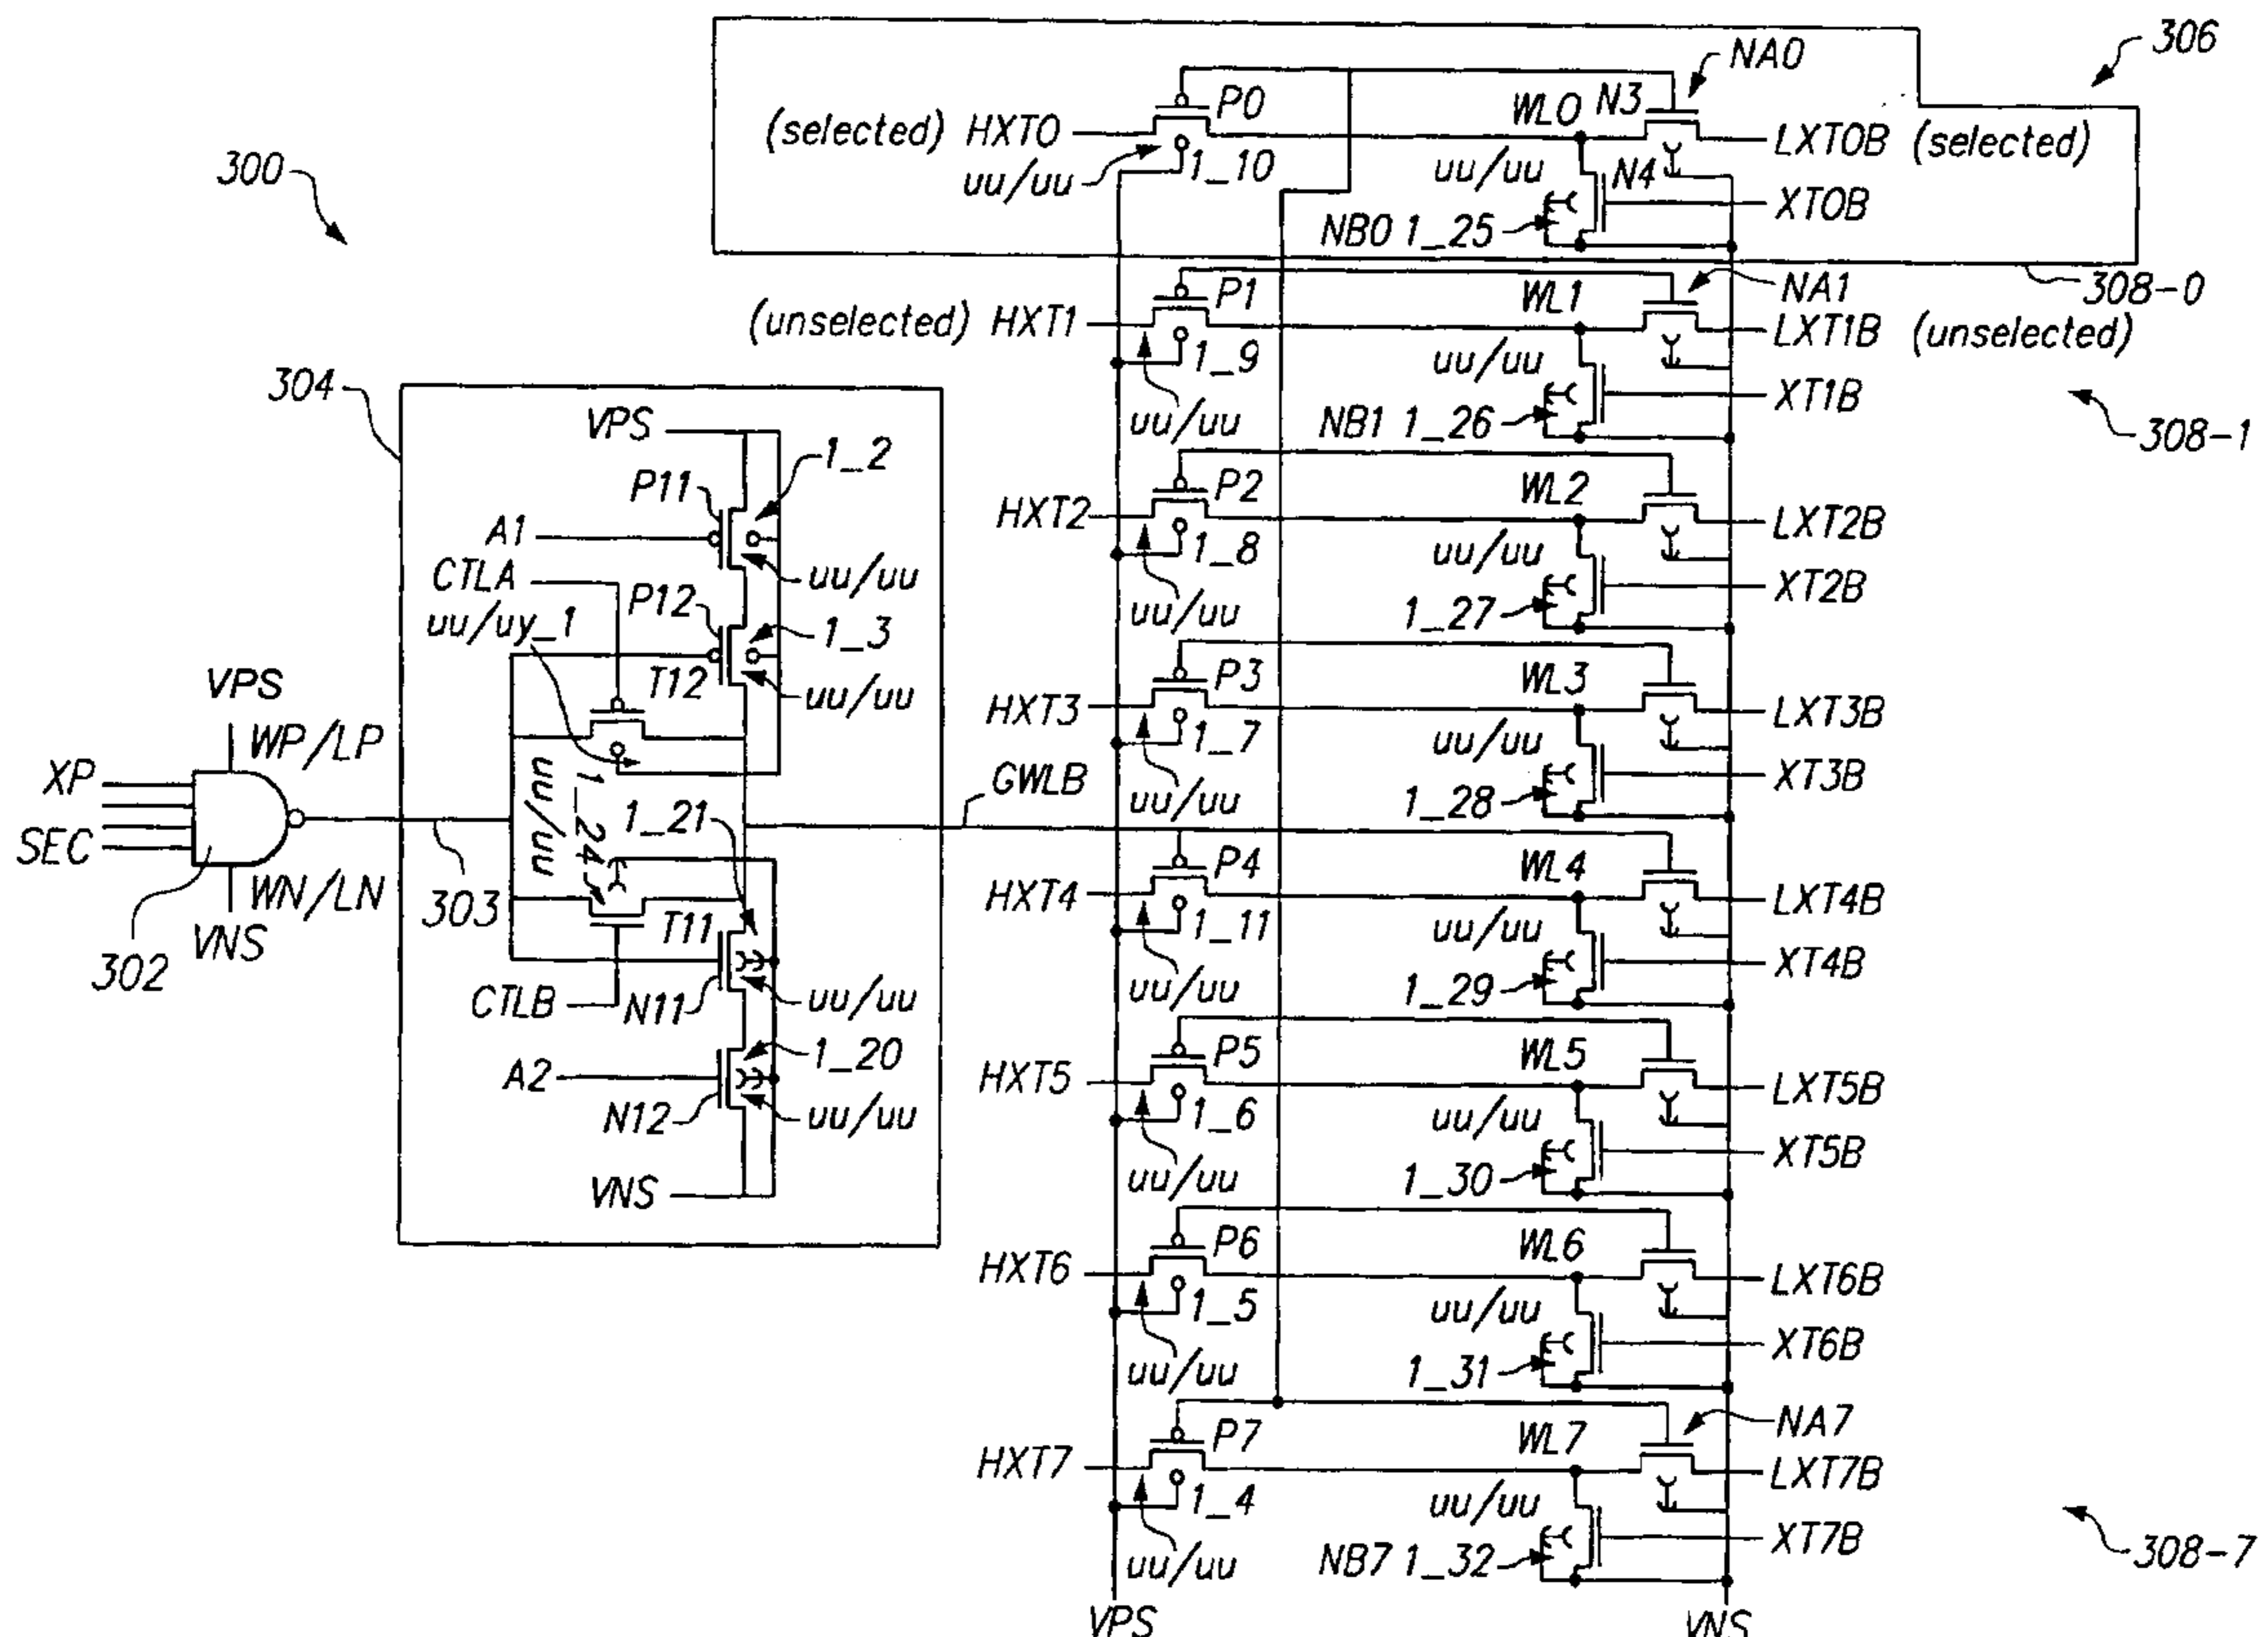 306
NA0
(selected) HXT0
P0
WL0
N3
LXT0B (selected)
uu/uu
1_10
uu/uu
N4
XT0B
NB0 1_25
300
308-0
(unselected) HXT1
P1
WL1
NA1
LXT1B (unselected)
1_9
uu/uu
uu/uu
NB1 1_26
XT1B
308-1
HXT2
P2
WL2
LXT2B
1_8
uu/uu
uu/uu
1_27
XT2B
HXT3
P3
WL3
LXT3B
1_7
uu/uu
uu/uu
1_28
XT3B
GWLB
HXT4
P4
WL4
LXT4B
1_11
uu/uu
uu/uu
1_29
XT4B
HXT5
P5
WL5
LXT5B
1_6
uu/uu
uu/uu
1_30
XT5B
HXT6
P6
WL6
LXT6B
1_5
uu/uu
uu/uu
1_31
XT6B
HXT7
P7
WL7
NA7
LXT7B
1_4
uu/uu
uu/uu
NB7 1_32
XT7B
308-7
VPS
VNS
304
VPS
1_2
P11
A1
uu/uu
CTLA
P12
uu/uy_1
1_3
T12
uu/uu
1_24
uu/uu
1_21
T11
CTLB
N11
uu/uu
1_20
A2
N12
uu/uu
VNS
VPS
WP/LP
XP
SEC
WN/LN
VNS
302
303